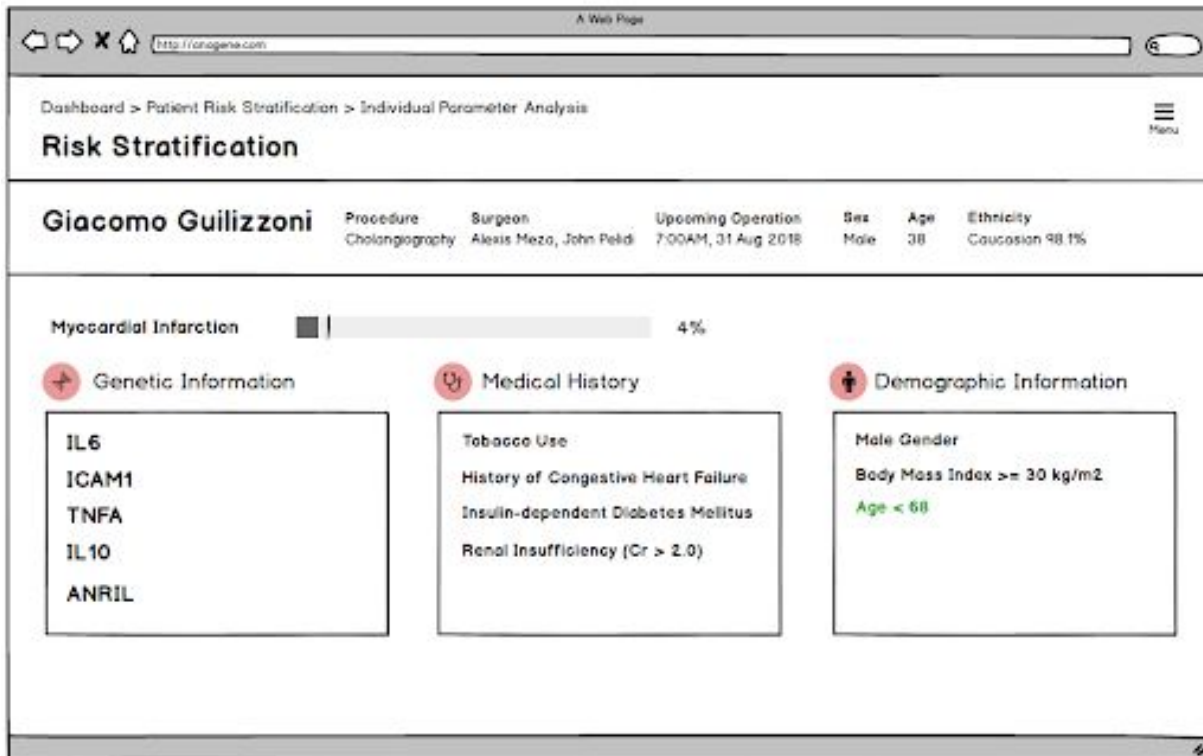 A Web Page
http://onogene.com
Dashboard > Patient Risk Stratification > Individual Parameter Analysis
Menu
Risk Stratification
Giacomo Guilizzoni
Procedure Surgeon Upcoming Operation Sex Age Ethnicity
Cholangiography Alexis Meza, John Pelidi 7:00AM, 31 Aug 2018 Male 38 Caucasian 98.1%
Myocardial Infarction 4%
Genetic Information
IL6
ICAM1
TNFA
IL10
ANRIL
Medical History
Tobacco Use
History of Congestive Heart Failure
Insulin-dependent Diabetes Mellitus
Renal Insufficiency (Cr > 2.0)
Demographic Information
Male Gender
Body Mass Index >= 30 kg/m2
Age < 68